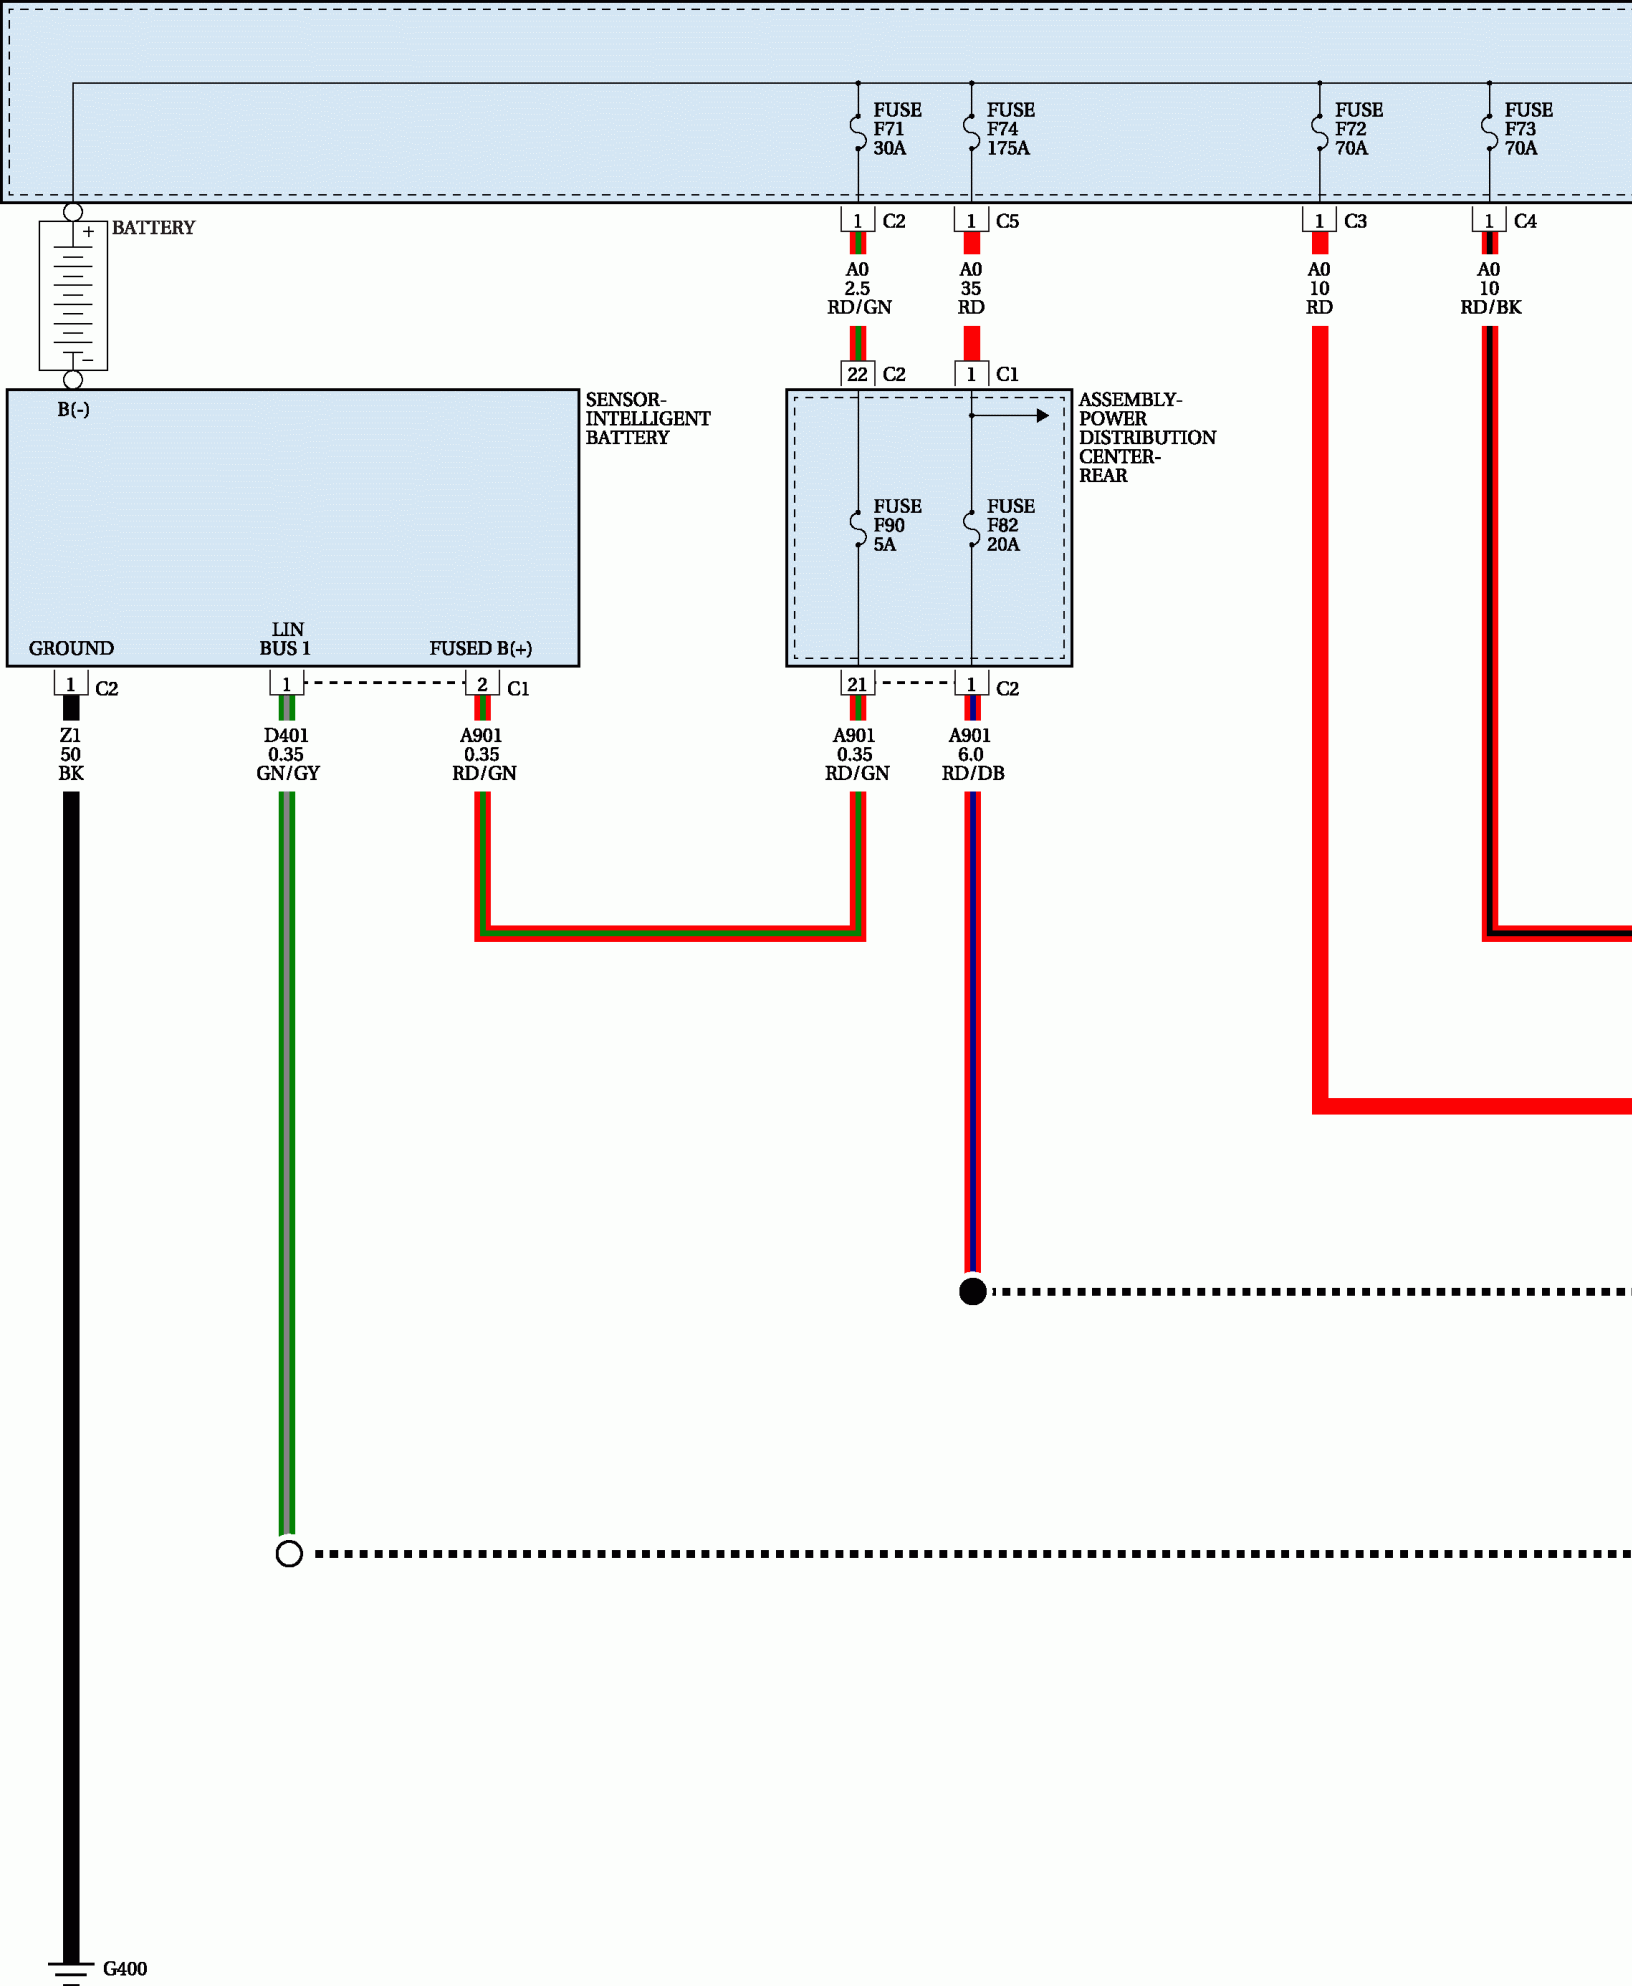 FUSE
F71
30A
FUSE
F74
175A
FUSE
F72
70A
FUSE
F73
70A
1 C2
1 C5
1 C3
1 C4
+
BATTERY
−
A0
2.5
RD/GN
A0
35
RD
A0
10
RD
A0
10
RD/BK
22 C2
1 C1
B(-)
SENSOR-
INTELLIGENT
BATTERY
ASSEMBLY-
POWER
DISTRIBUTION
CENTER-
REAR
FUSE
F90
5A
FUSE
F82
20A
GROUND
LIN
BUS 1
FUSED B(+)
1 C2
1
2 C1
21
1 C2
Z1
50
BK
D401
0.35
GN/GY
A901
0.35
RD/GN
A901
0.35
RD/GN
A901
6.0
RD/DB
G400